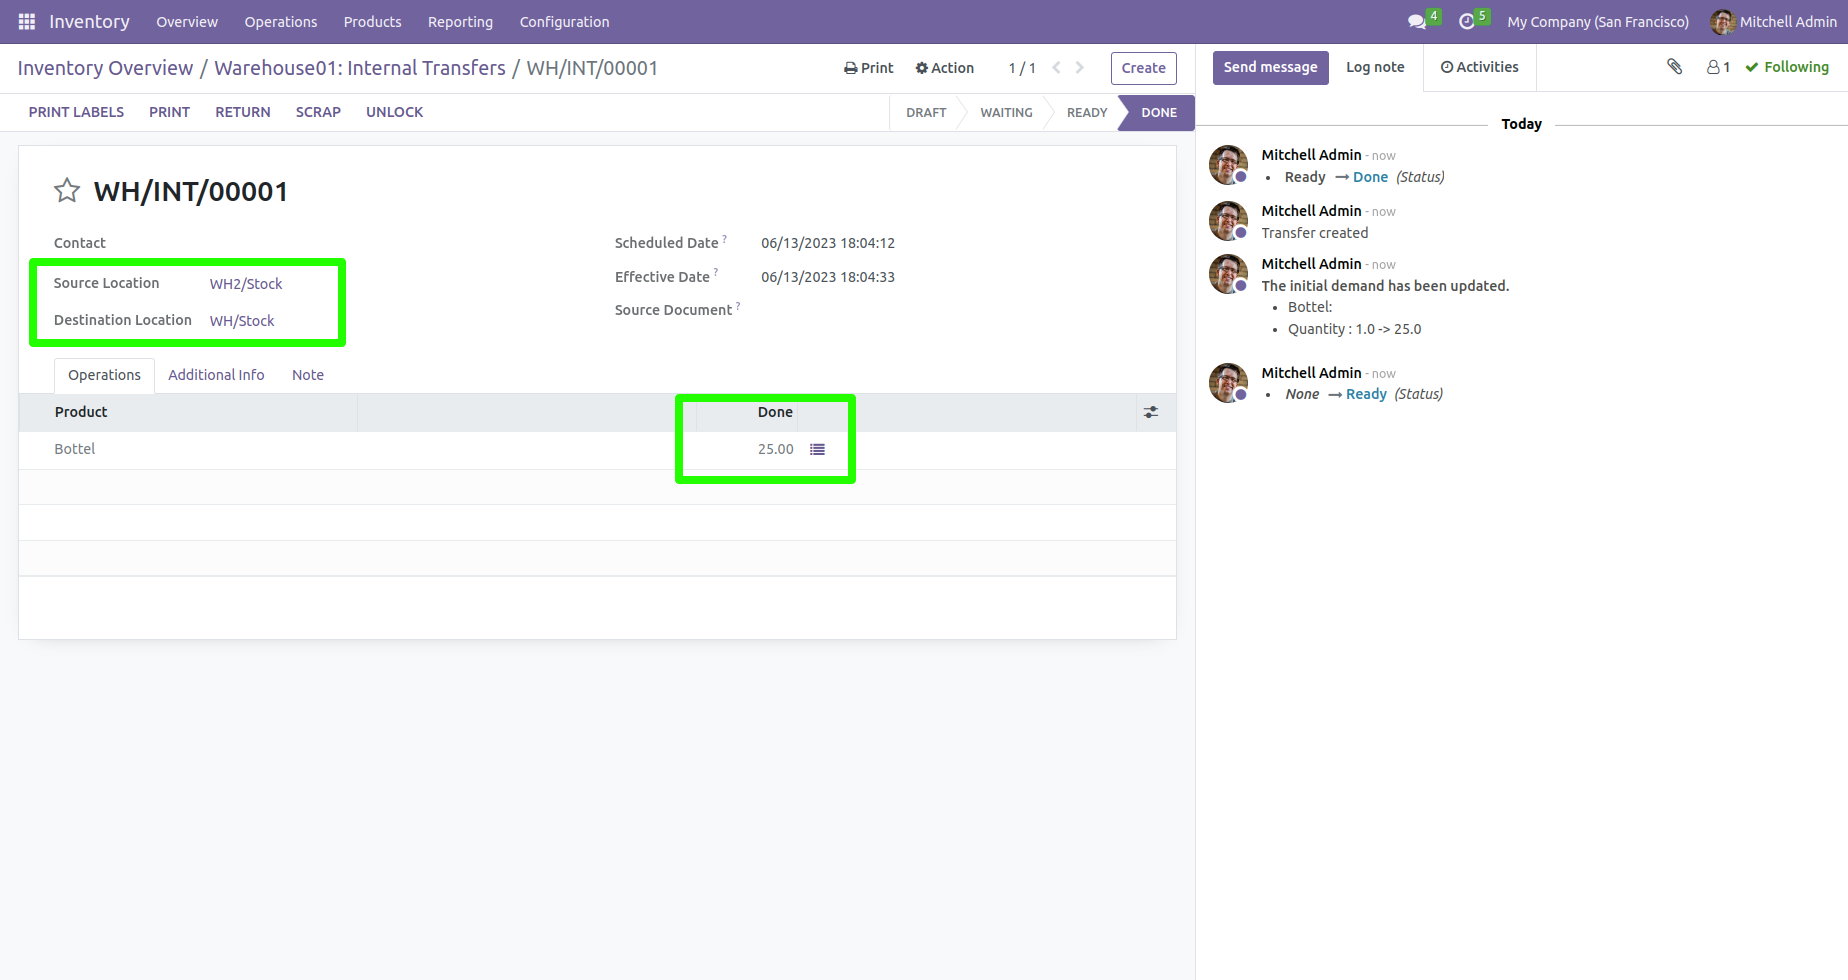 Inventory Overview Operations Products Reporting Configuration 4 5 My Company (San Francisco) Mitchell Admin
Inventory Overview / Warehouse01: Internal Transfers / WH/INT/00001 Print Action 1 / 1 Create
PRINT LABELS PRINT RETURN SCRAP UNLOCK DRAFT WAITING READY DONE
WH/INT/00001
Contact
Source Location WH2/Stock
Destination Location WH/Stock
Scheduled Date ? 06/13/2023 18:04:12
Effective Date ? 06/13/2023 18:04:33
Source Document ?
Operations Additional Info Note
Product Done
Bottel 25.00
Send message Log note Activities 1 Following
Today
Mitchell Admin - now
• Ready → Done (Status)
Mitchell Admin - now
Transfer created
Mitchell Admin - now
The initial demand has been updated.
• Bottel:
• Quantity : 1.0 -> 25.0
Mitchell Admin - now
• None → Ready (Status)